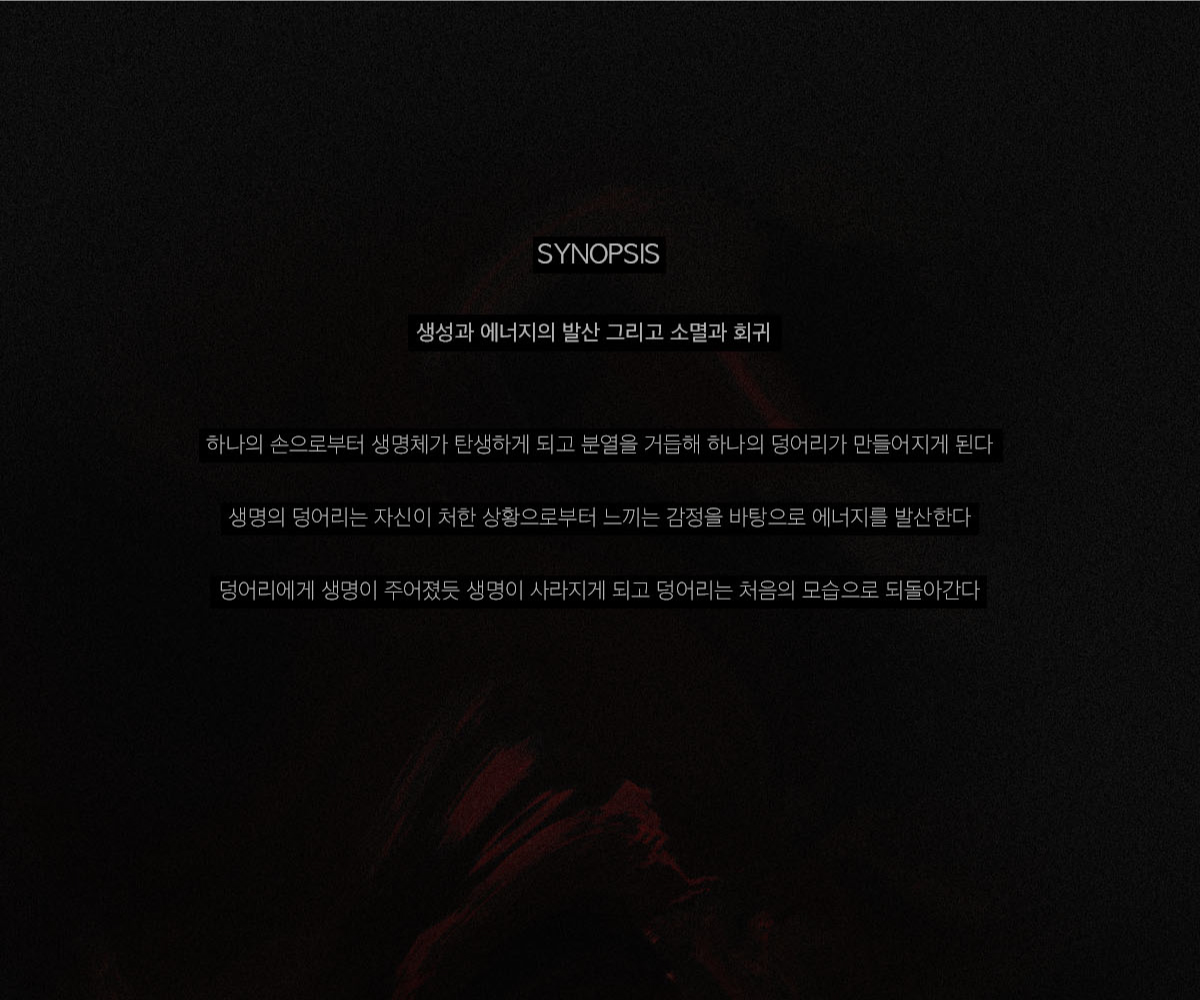 SYNOPSIS
생성과 에너지의 발산 그리고 소멸과 회귀
하나의 손으로부터 생명체가 탄생하게 되고 분열을 거듭해 하나의 덩어리가 만들어지게 된다
생명의 덩어리는 자신이 처한 상황으로부터 느끼는 감정을 바탕으로 에너지를 발산한다
덩어리에게 생명이 주어졌듯 생명이 사라지게 되고 덩어리는 처음의 모습으로 되돌아간다